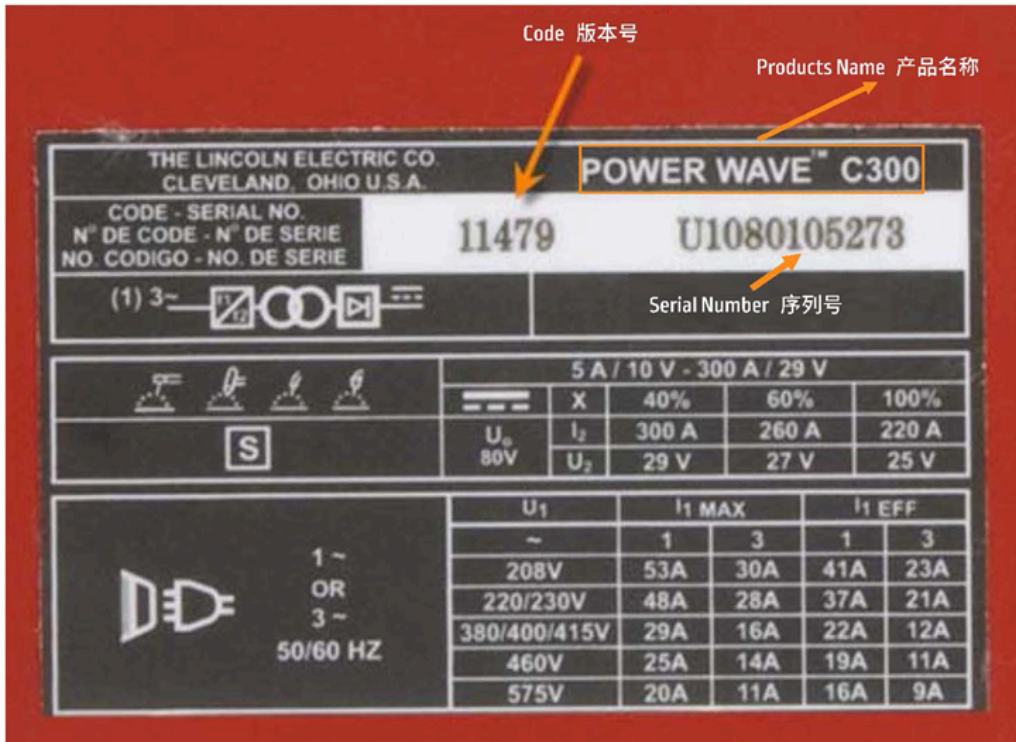 Code 版本号
Products Name 产品名称
THE LINCOLN ELECTRIC CO.
CLEVELAND, OHIO U.S.A.
POWER WAVE™ C300
CODE - SERIAL NO.
N° DE CODE - N° DE SERIE
NO. CODIGO - NO. DE SERIE
11479 U1080105273
Serial Number 序列号
(1) 3~ f1 f2
5 A / 10 V - 300 A / 29 V
X 40% 60% 100%
S
U₀ 80V
I₂ 300 A 260 A 220 A
U₂ 29 V 27 V 25 V
U₁ I₁ MAX I₁ EFF
~ 1 3 1 3
1 ~
OR
3 ~
50/60 HZ
208V 53A 30A 41A 23A
220/230V 48A 28A 37A 21A
380/400/415V 29A 16A 22A 12A
460V 25A 14A 19A 11A
575V 20A 11A 16A 9A